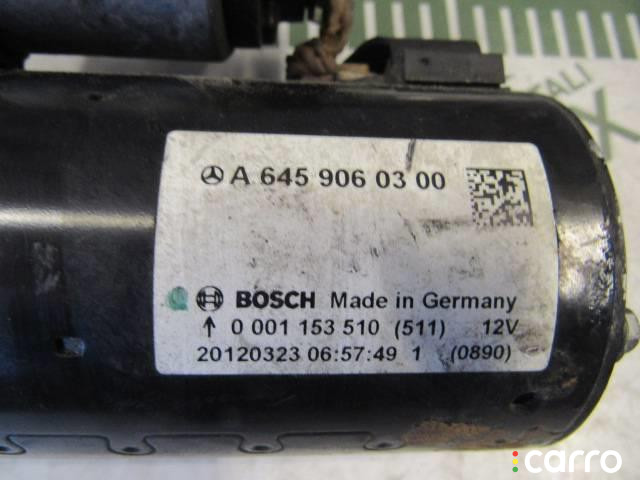 A 645 906 03 00
BOSCH Made in Germany
0 001 153 510 (511) 12V
20120323 06:57:49 1 (0890)
carro